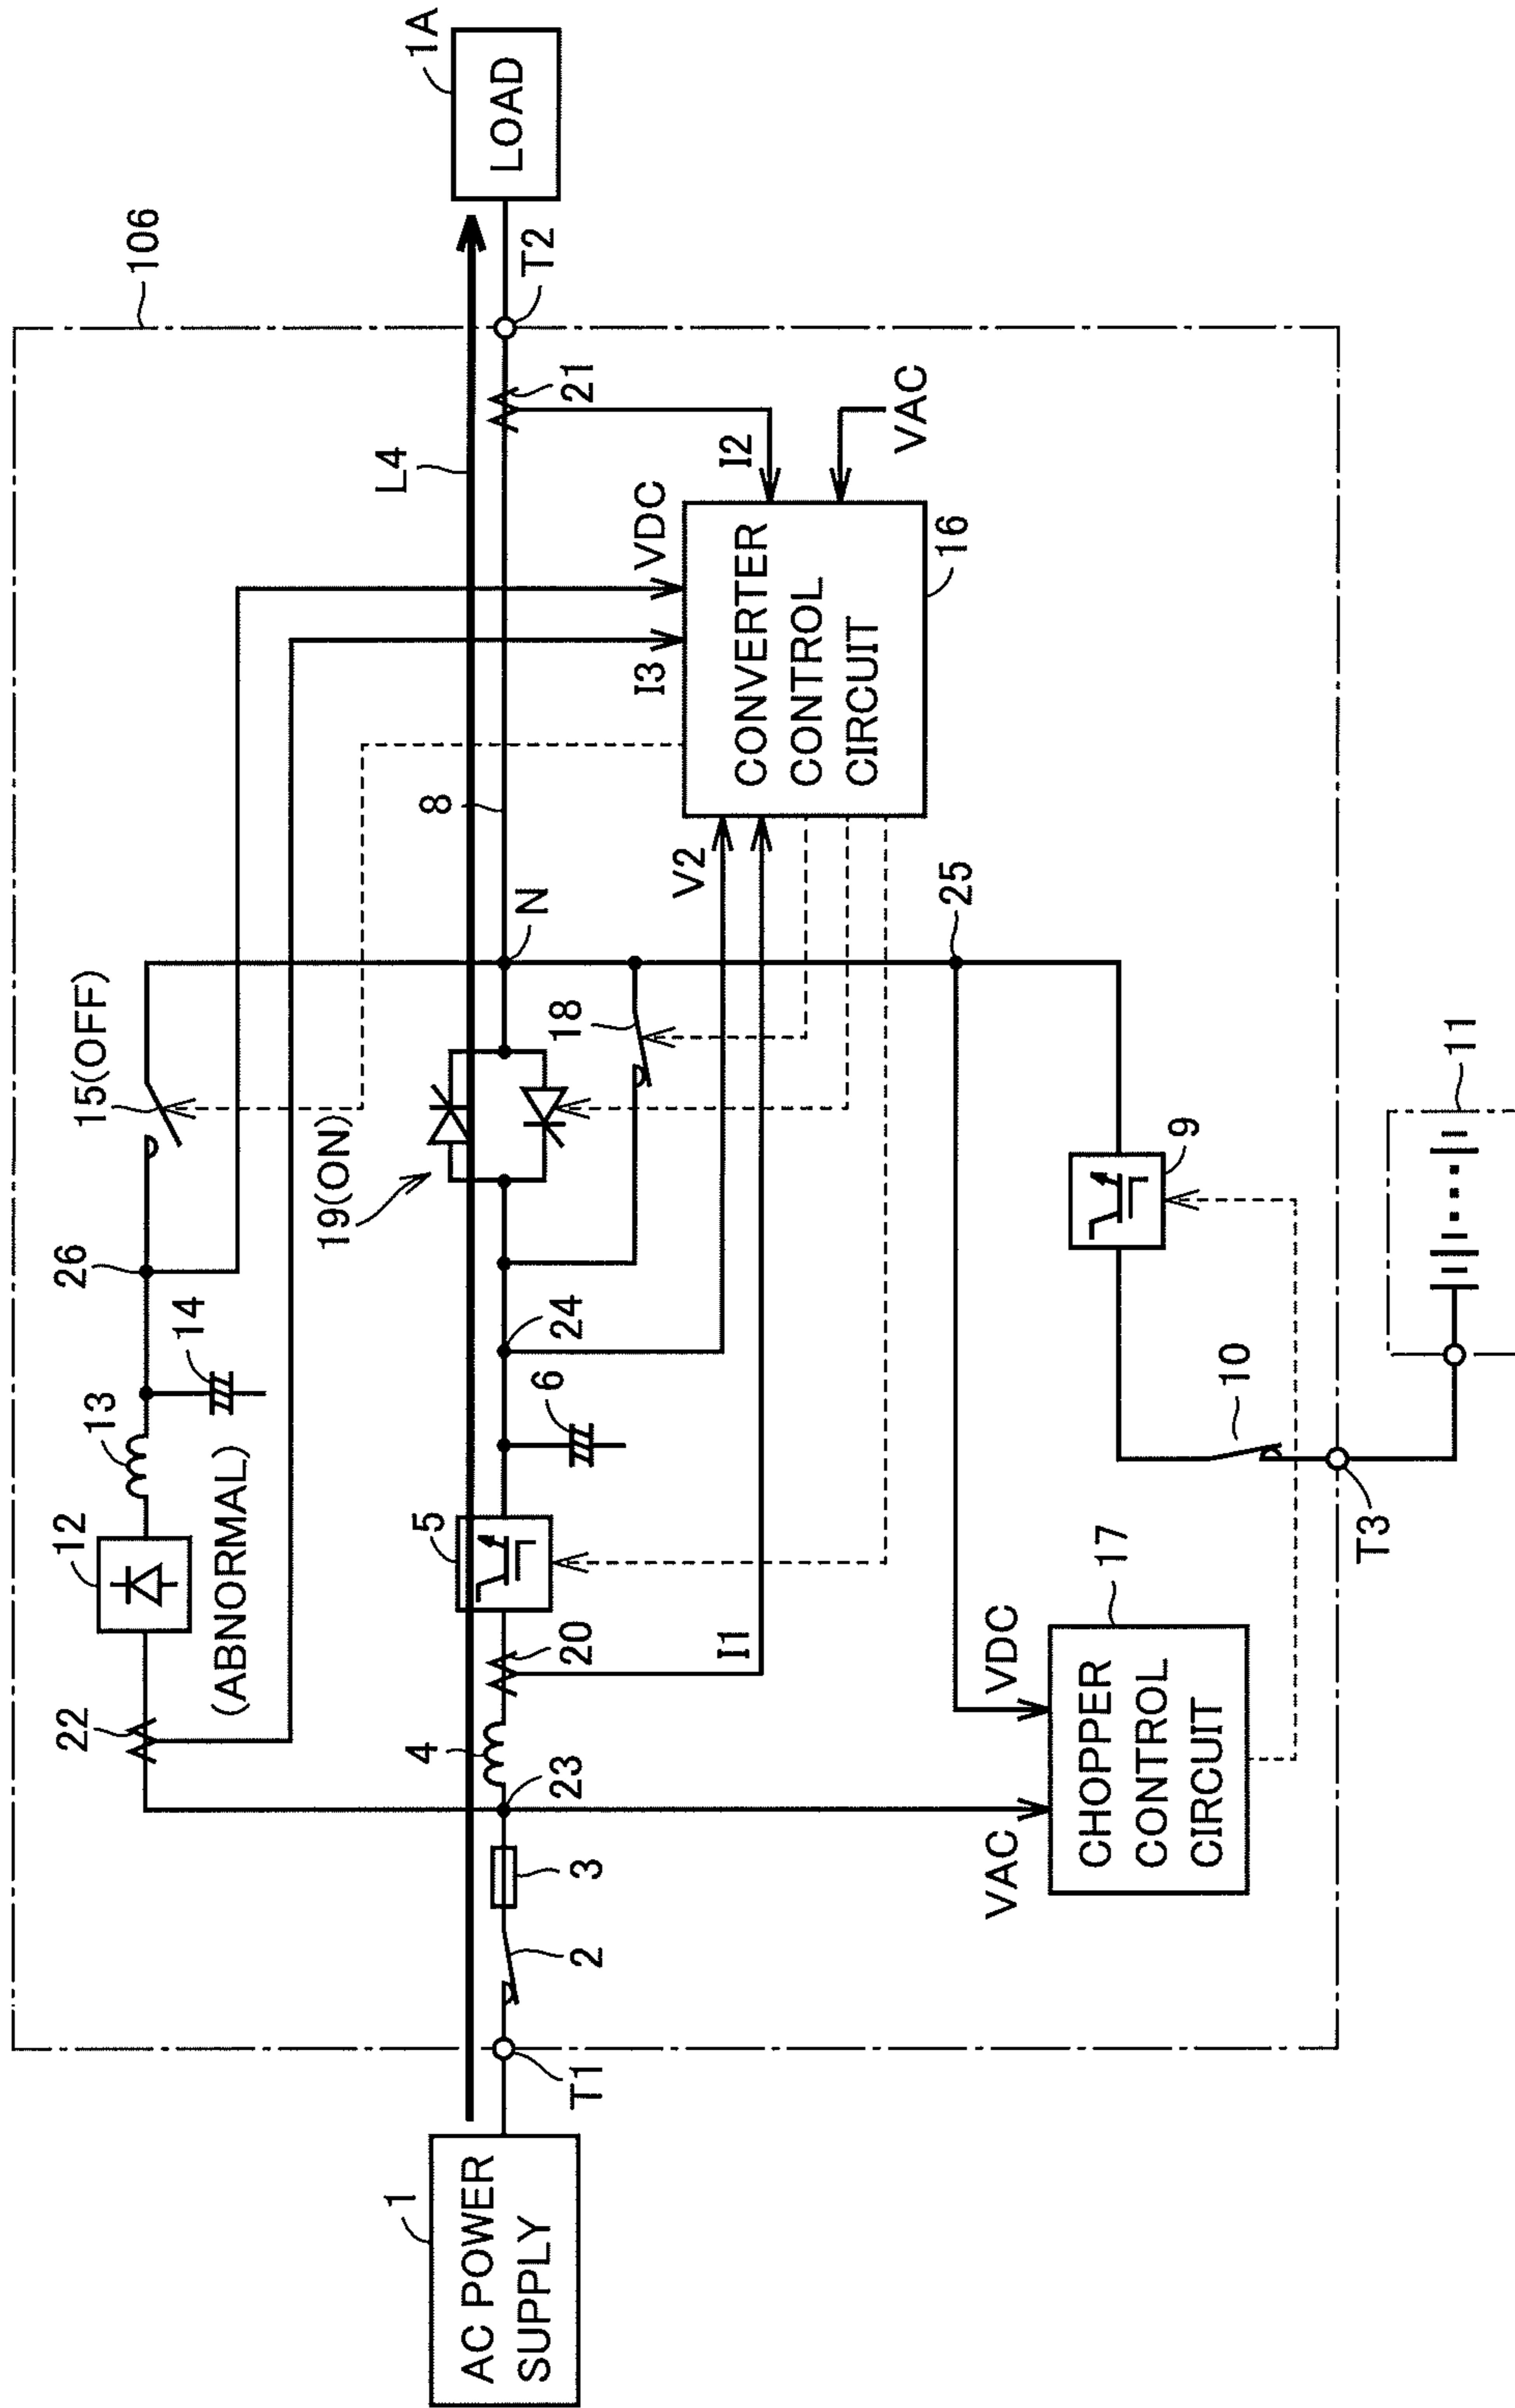 106
15(OFF)
26
14
13
12
(ABNORMAL)
22
L4
1A
LOAD
T2
21
I2
VDC
I3
VAC
8
N
19(ON)
18
V2
24
6
5
20
I1
4
23
3
2
T1
1
AC POWER
SUPPLY
CONVERTER
CONTROL
CIRCUIT
16
25
9
11
10
T3
17
VDC
VAC
CHOPPER
CONTROL
CIRCUIT